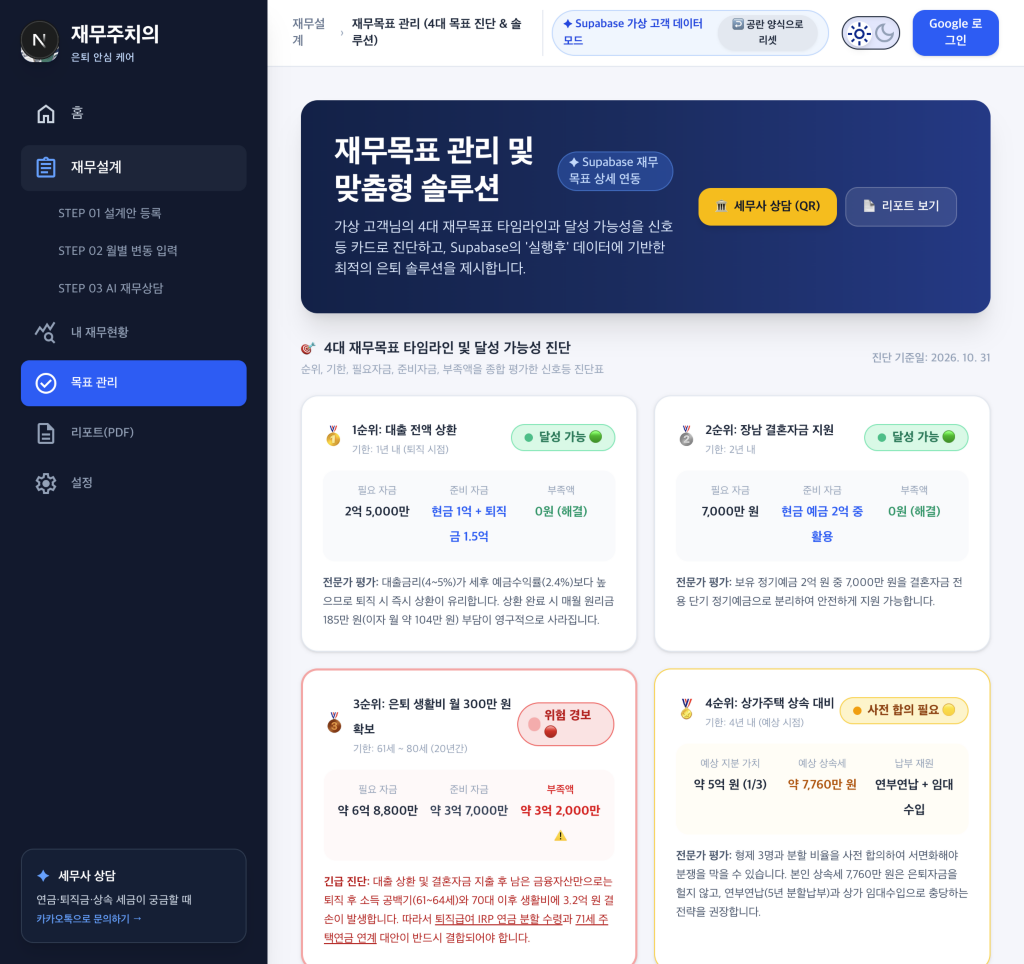 N
재무주치의
은퇴 안심 케어
홈
재무설계
STEP 01 설계안 등록
STEP 02 월별 변동 입력
STEP 03 AI 재무상담
내 재무현황
목표 관리
리포트(PDF)
설정
✦ 세무사 상담
연금·퇴직금·상속 세금이 궁금할 때
카카오톡으로 문의하기 →
재무설
계
›
재무목표 관리 (4대 목표 진단 & 솔
루션)
✦ Supabase 가상 고객 데이터
모드
공란 양식으로
리셋
Google 로
그인
재무목표 관리 및
맞춤형 솔루션
✦ Supabase 재무
목표 상세 연동
가상 고객님의 4대 재무목표 타임라인과 달성 가능성을 신호
등 카드로 진단하고, Supabase의 '실행후' 데이터에 기반한
최적의 은퇴 솔루션을 제시합니다.
세무사 상담 (QR)
리포트 보기
4대 재무목표 타임라인 및 달성 가능성 진단
순위, 기한, 필요자금, 준비자금, 부족액을 종합 평가한 신호등 진단표
진단 기준일: 2026. 10. 31
1순위: 대출 전액 상환
기한: 1년 내 (퇴직 시점)
달성 가능
필요 자금
2억 5,000만
준비 자금
현금 1억 + 퇴직
금 1.5억
부족액
0원 (해결)
전문가 평가: 대출금리(4~5%)가 세후 예금수익률(2.4%)보다 높
으므로 퇴직 시 즉시 상환이 유리합니다. 상환 완료 시 매월 원리금
185만 원(이자 월 약 104만 원) 부담이 영구적으로 사라집니다.
2순위: 장남 결혼자금 지원
기한: 2년 내
달성 가능
필요 자금
7,000만 원
준비 자금
현금 예금 2억 중
활용
부족액
0원 (해결)
전문가 평가: 보유 정기예금 2억 원 중 7,000만 원을 결혼자금 전
용 단기 정기예금으로 분리하여 안전하게 지원 가능합니다.
3순위: 은퇴 생활비 월 300만 원
확보
기한: 61세 ~ 80세 (20년간)
위험 경보
필요 자금
약 6억 8,800만
준비 자금
약 3억 7,000만
부족액
약 3억 2,000만
긴급 진단: 대출 상환 및 결혼자금 지출 후 남은 금융자산만으로는
퇴직 후 소득 공백기(61~64세)와 70대 이후 생활비에 3.2억 원 결
손이 발생합니다. 따라서 퇴직급여 IRP 연금 분할 수령과 71세 주
택연금 연계 대안이 반드시 결합되어야 합니다.
4순위: 상가주택 상속 대비
기한: 4년 내 (예상 시점)
사전 합의 필요
예상 지분 가치
약 5억 원 (1/3)
예상 상속세
약 7,760만 원
납부 재원
연부연납 + 임대
수입
전문가 평가: 형제 3명과 분할 비율을 사전 합의하여 서면화해야
분쟁을 막을 수 있습니다. 본인 상속세 7,760만 원은 은퇴자금을
헐지 않고, 연부연납(5년 분할납부)과 상가 임대수입으로 충당하는
전략을 권장합니다.